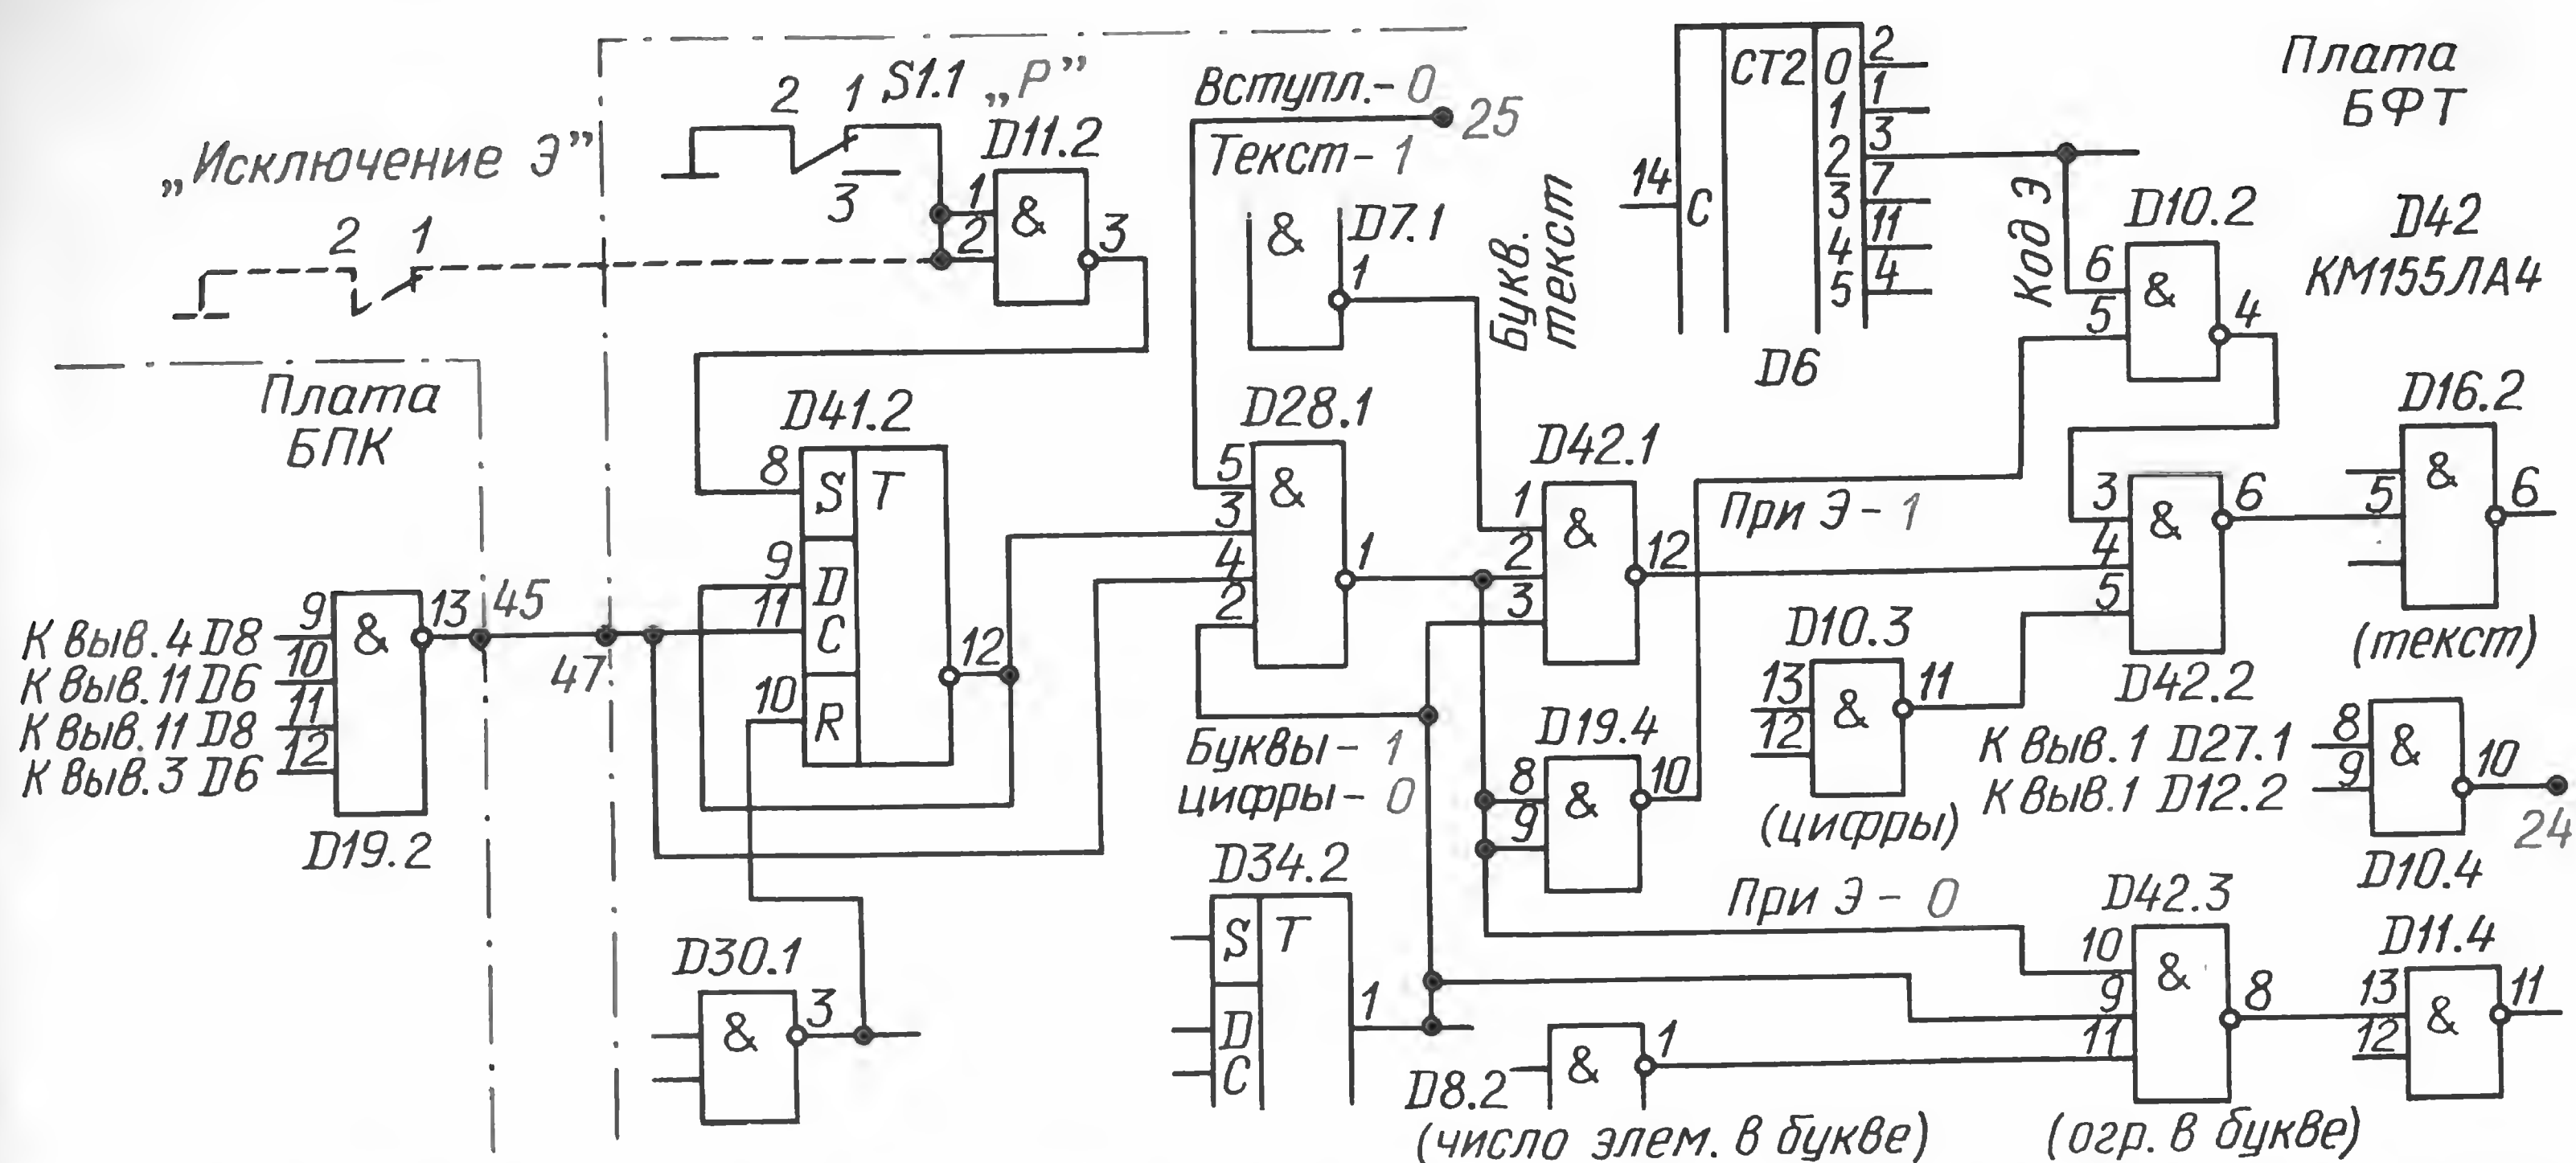 „Исключение Э”
2
1
2
1
S1.1 „Р”
3
D11.2
1
2
&
3
Вступл.- 0
25
Текст- 1
&
D7.1
1
Букв.
текст
14
C
СТ2
0 2
1 1
2 3
3 7
4 11
5 4
D6
Код Э
Плата
БФТ
D10.2
6
5
&
4
D42
КМ155ЛА4
Плата
БПК
D41.2
8
S T
9
D
11
C
12
10
R
D28.1
5
3
4
2
&
1
D42.1
1
2
3
&
12
При Э - 1
3
4
5
&
6
D42.2
D16.2
5
&
6
(текст)
К выв. 4 D8
К выв. 11 D6
К выв. 11 D8
К выв. 3 D6
9
10
11
12
&
13
45
47
D19.2
D10.3
13
12
&
11
(цифры)
Буквы - 1
цифры - 0
D19.4
8
9
&
10
К выв. 1 D27.1
К выв. 1 D12.2
8
9
&
10
24
D10.4
D30.1
&
3
D34.2
S T
D
C
1
При Э - 0
D42.3
10
9
11
&
8
(огр. в букве)
D8.2
&
1
(число элем. в букве)
D11.4
13
12
&
11